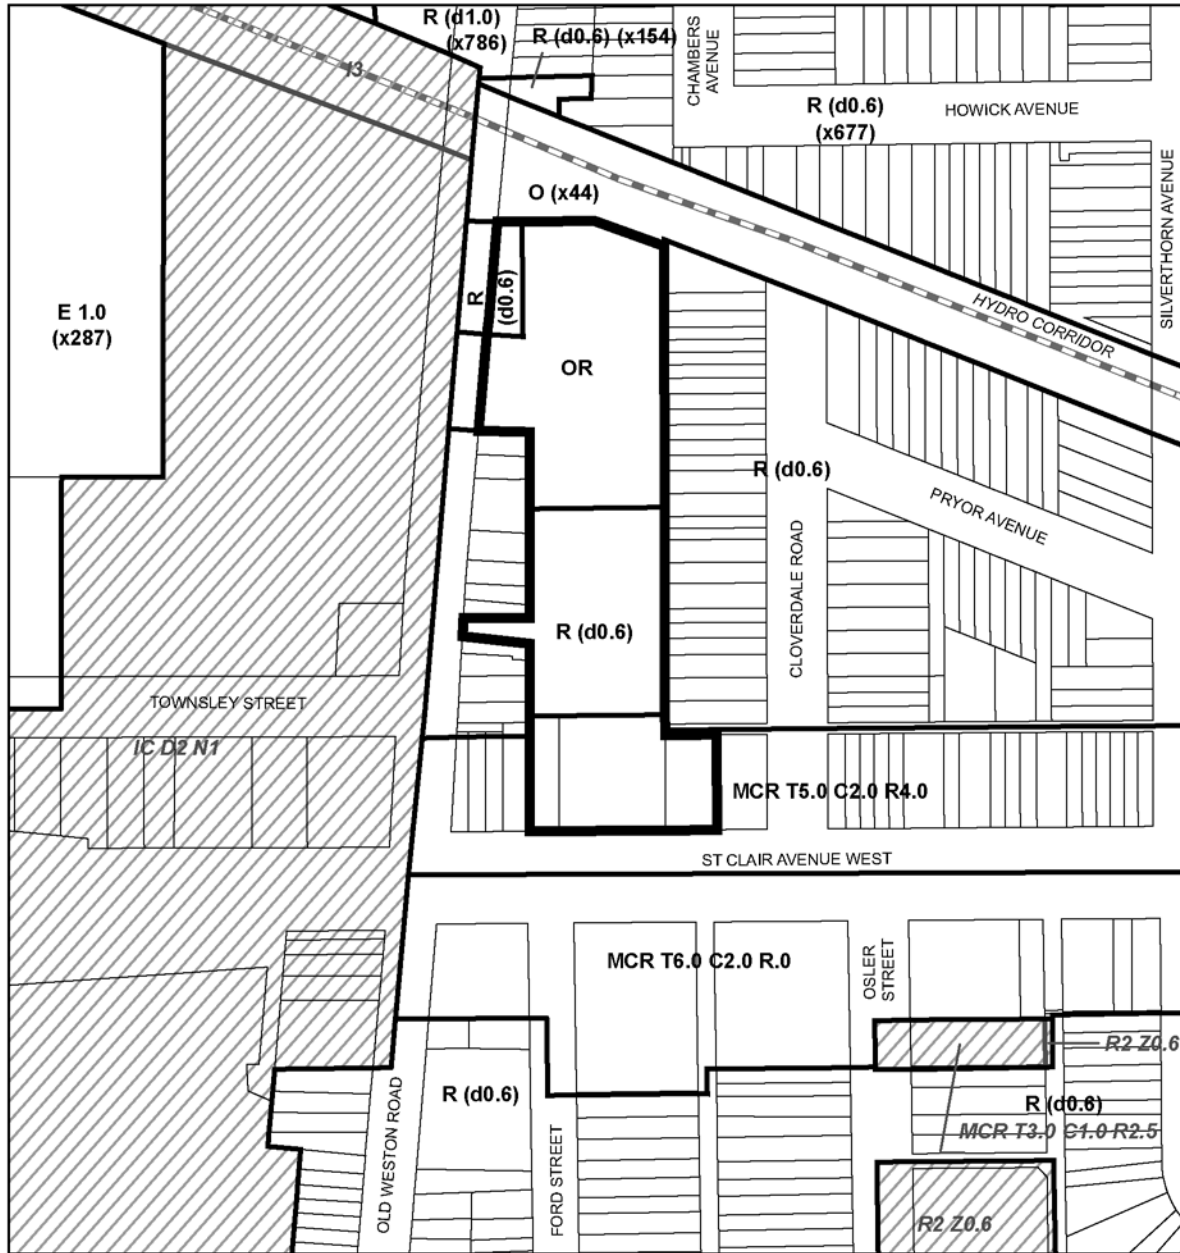 R (d1.0)
(x786)
R (d0.6) (x154)
CHAMBERS
AVENUE
I3
R (d0.6)
(x677)
HOWICK AVENUE
SILVERTHORN AVENUE
O (x44)
E 1.0
(x287)
R
(d0.6)
HYDRO CORRIDOR
OR
R (d0.6)
PRYOR AVENUE
CLOVERDALE ROAD
R (d0.6)
TOWNSLEY STREET
IC D2 N1
MCR T5.0 C2.0 R4.0
ST CLAIR AVENUE WEST
MCR T6.0 C2.0 R.0
OSLER
STREET
R2 Z0.6
R (d0.6)
R (d0.6)
MCR T3.0 C1.0 R2.5
OLD WESTON ROAD
FORD STREET
R2 Z0.6